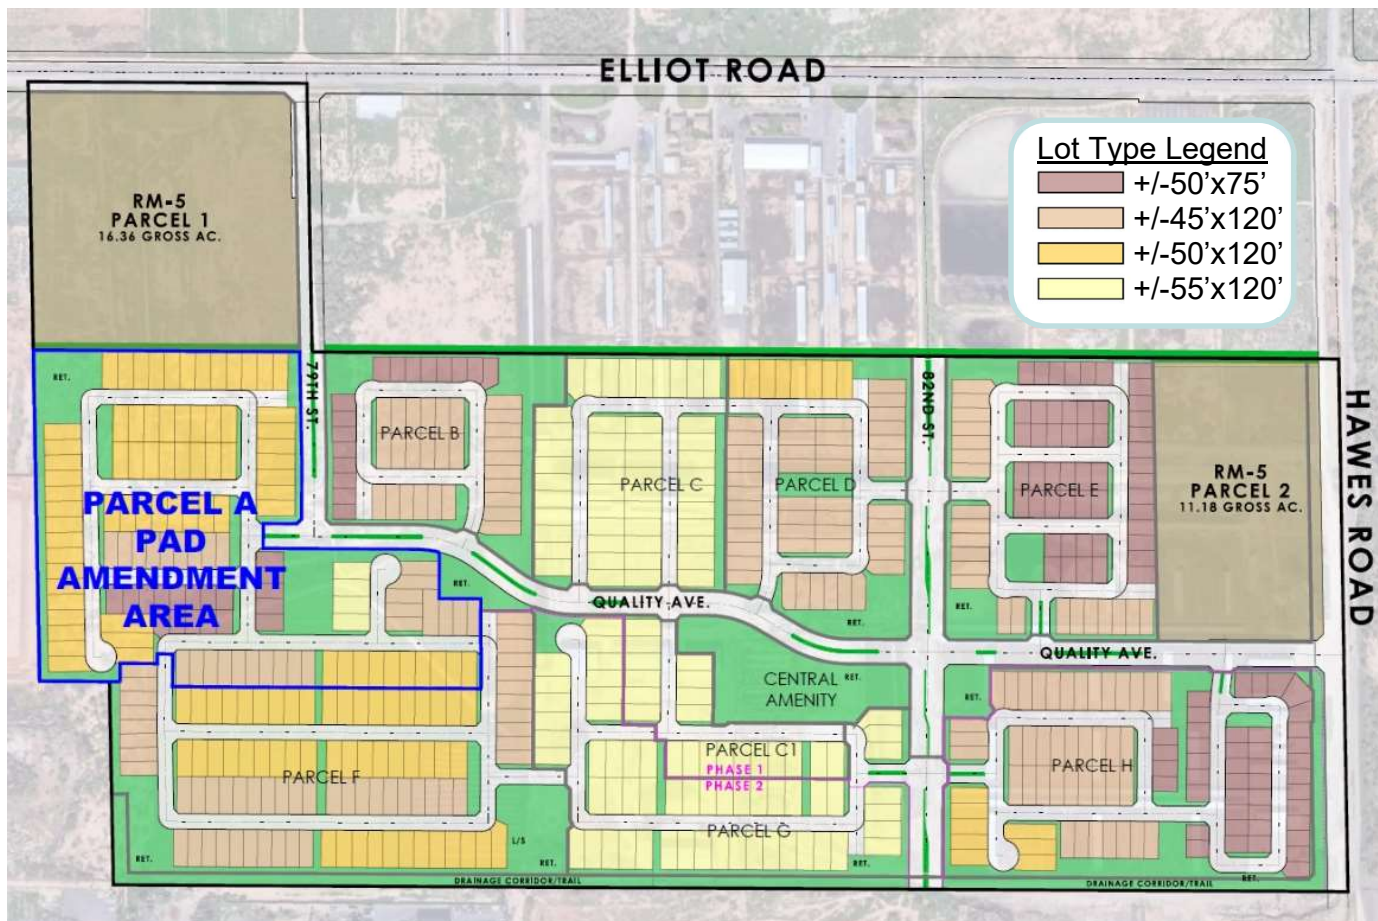 ELLIOT ROAD
Lot Type Legend
+/-50'x75'
+/-45'x120'
+/-50'x120'
+/-55'x120'
RM-5
PARCEL 1
16.36 GROSS AC.
RET.
79TH ST.
82ND ST.
HAWES ROAD
PARCEL B
PARCEL C
PARCEL D
PARCEL E
RM-5
PARCEL 2
11.18 GROSS AC.
PARCEL A
PAD
AMENDMENT
AREA
RET.
QUALITY AVE.
RET.
RET.
QUALITY AVE.
CENTRAL
AMENITY
RET.
RET.
PARCEL C1
PHASE 1
PHASE 2
PARCEL F
PARCEL H
PARCEL G
L/S
RET.
RET.
RET.
RET.
DRAINAGE CORRIDOR/TRAIL
DRAINAGE CORRIDOR/TRAIL